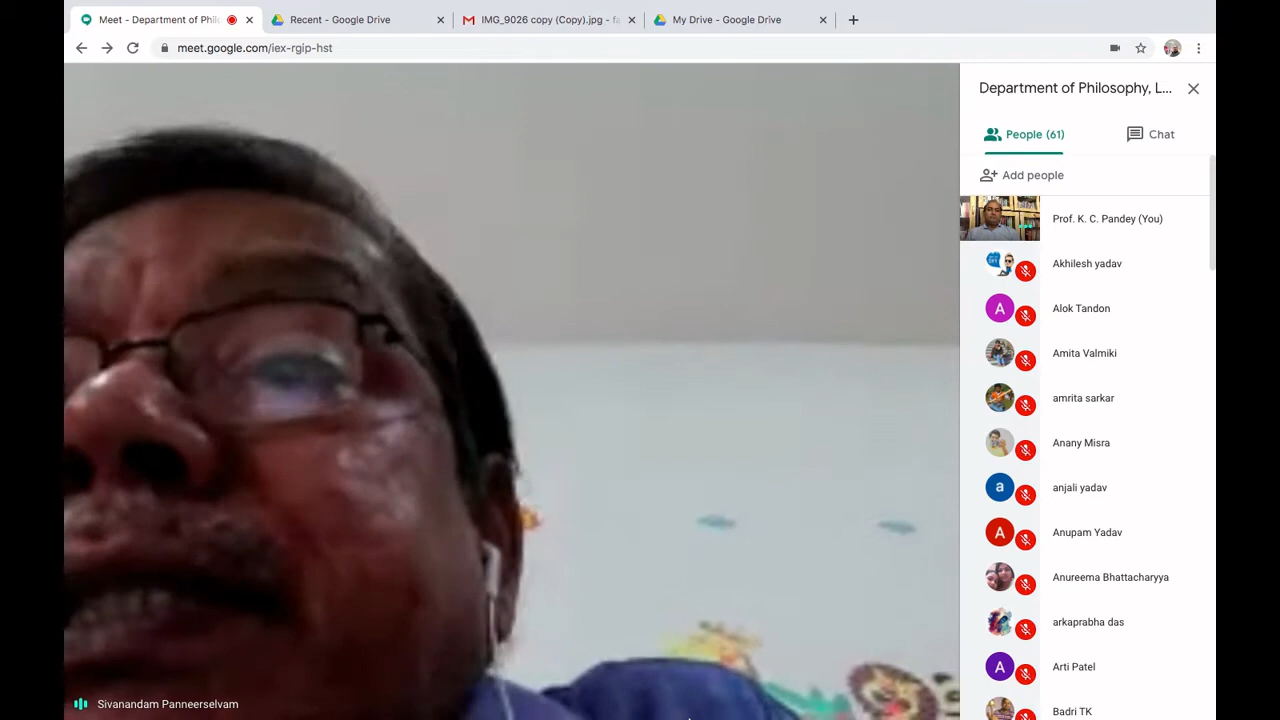 Meet - Department of Philo
Recent - Google Drive
IMG_9026 copy (Copy).jpg - fa
My Drive - Google Drive
meet.google.com/iex-rgip-hst
Department of Philosophy, L...
People (61)
Chat
Add people
Prof. K. C. Pandey (You)
Akhilesh yadav
A
Alok Tandon
Amita Valmiki
amrita sarkar
Anany Misra
a
anjali yadav
A
Anupam Yadav
Anureema Bhattacharyya
arkaprabha das
A
Arti Patel
Badri TK
Sivanandam Panneerselvam